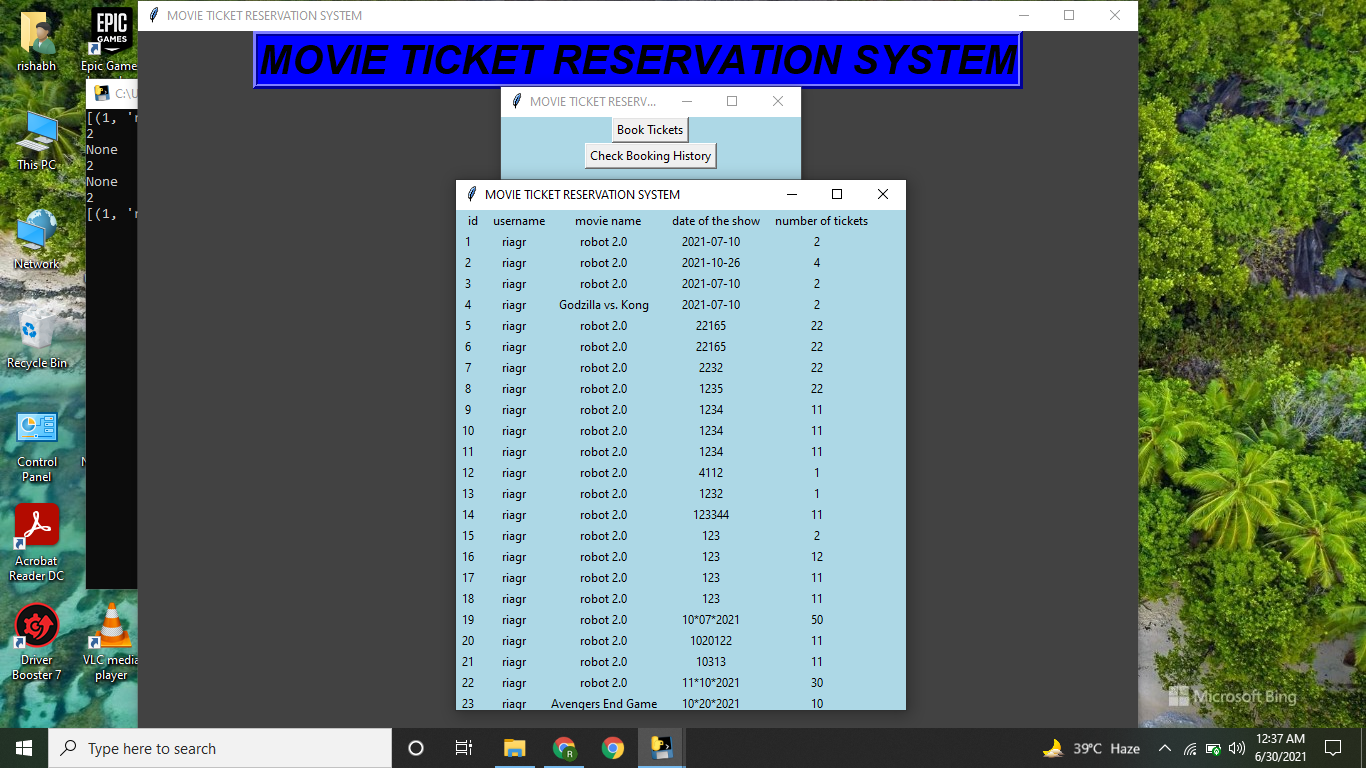 MOVIE TICKET RESERVATION SYSTEM
MOVIE TICKET RESERVATION SYSTEM
MOVIE TICKET RESERV...
Book Tickets
Check Booking History
MOVIE TICKET RESERVATION SYSTEM
id username movie name date of the show number of tickets
1 riagr robot 2.0 2021-07-10 2
2 riagr robot 2.0 2021-10-26 4
3 riagr robot 2.0 2021-07-10 2
4 riagr Godzilla vs. Kong 2021-07-10 2
5 riagr robot 2.0 22165 22
6 riagr robot 2.0 22165 22
7 riagr robot 2.0 2232 22
8 riagr robot 2.0 1235 22
9 riagr robot 2.0 1234 11
10 riagr robot 2.0 1234 11
11 riagr robot 2.0 1234 11
12 riagr robot 2.0 4112 1
13 riagr robot 2.0 1232 1
14 riagr robot 2.0 123344 11
15 riagr robot 2.0 123 2
16 riagr robot 2.0 123 12
17 riagr robot 2.0 123 11
18 riagr robot 2.0 123 11
19 riagr robot 2.0 10*07*2021 50
20 riagr robot 2.0 1020122 11
21 riagr robot 2.0 10313 11
22 riagr robot 2.0 11*10*2021 30
23 riagr Avengers End Game 10*20*2021 10
rishabh
EPIC
GAMES
Epic Game
C:\U
[(1, 'r
2
None
2
None
2
[(1, 'r
This PC
Network
Recycle Bin
Control
Panel
Acrobat
Reader DC
Driver
Booster 7
VLC media
player
Microsoft Bing
Type here to search
R
39°C Haze
12:37 AM
6/30/2021